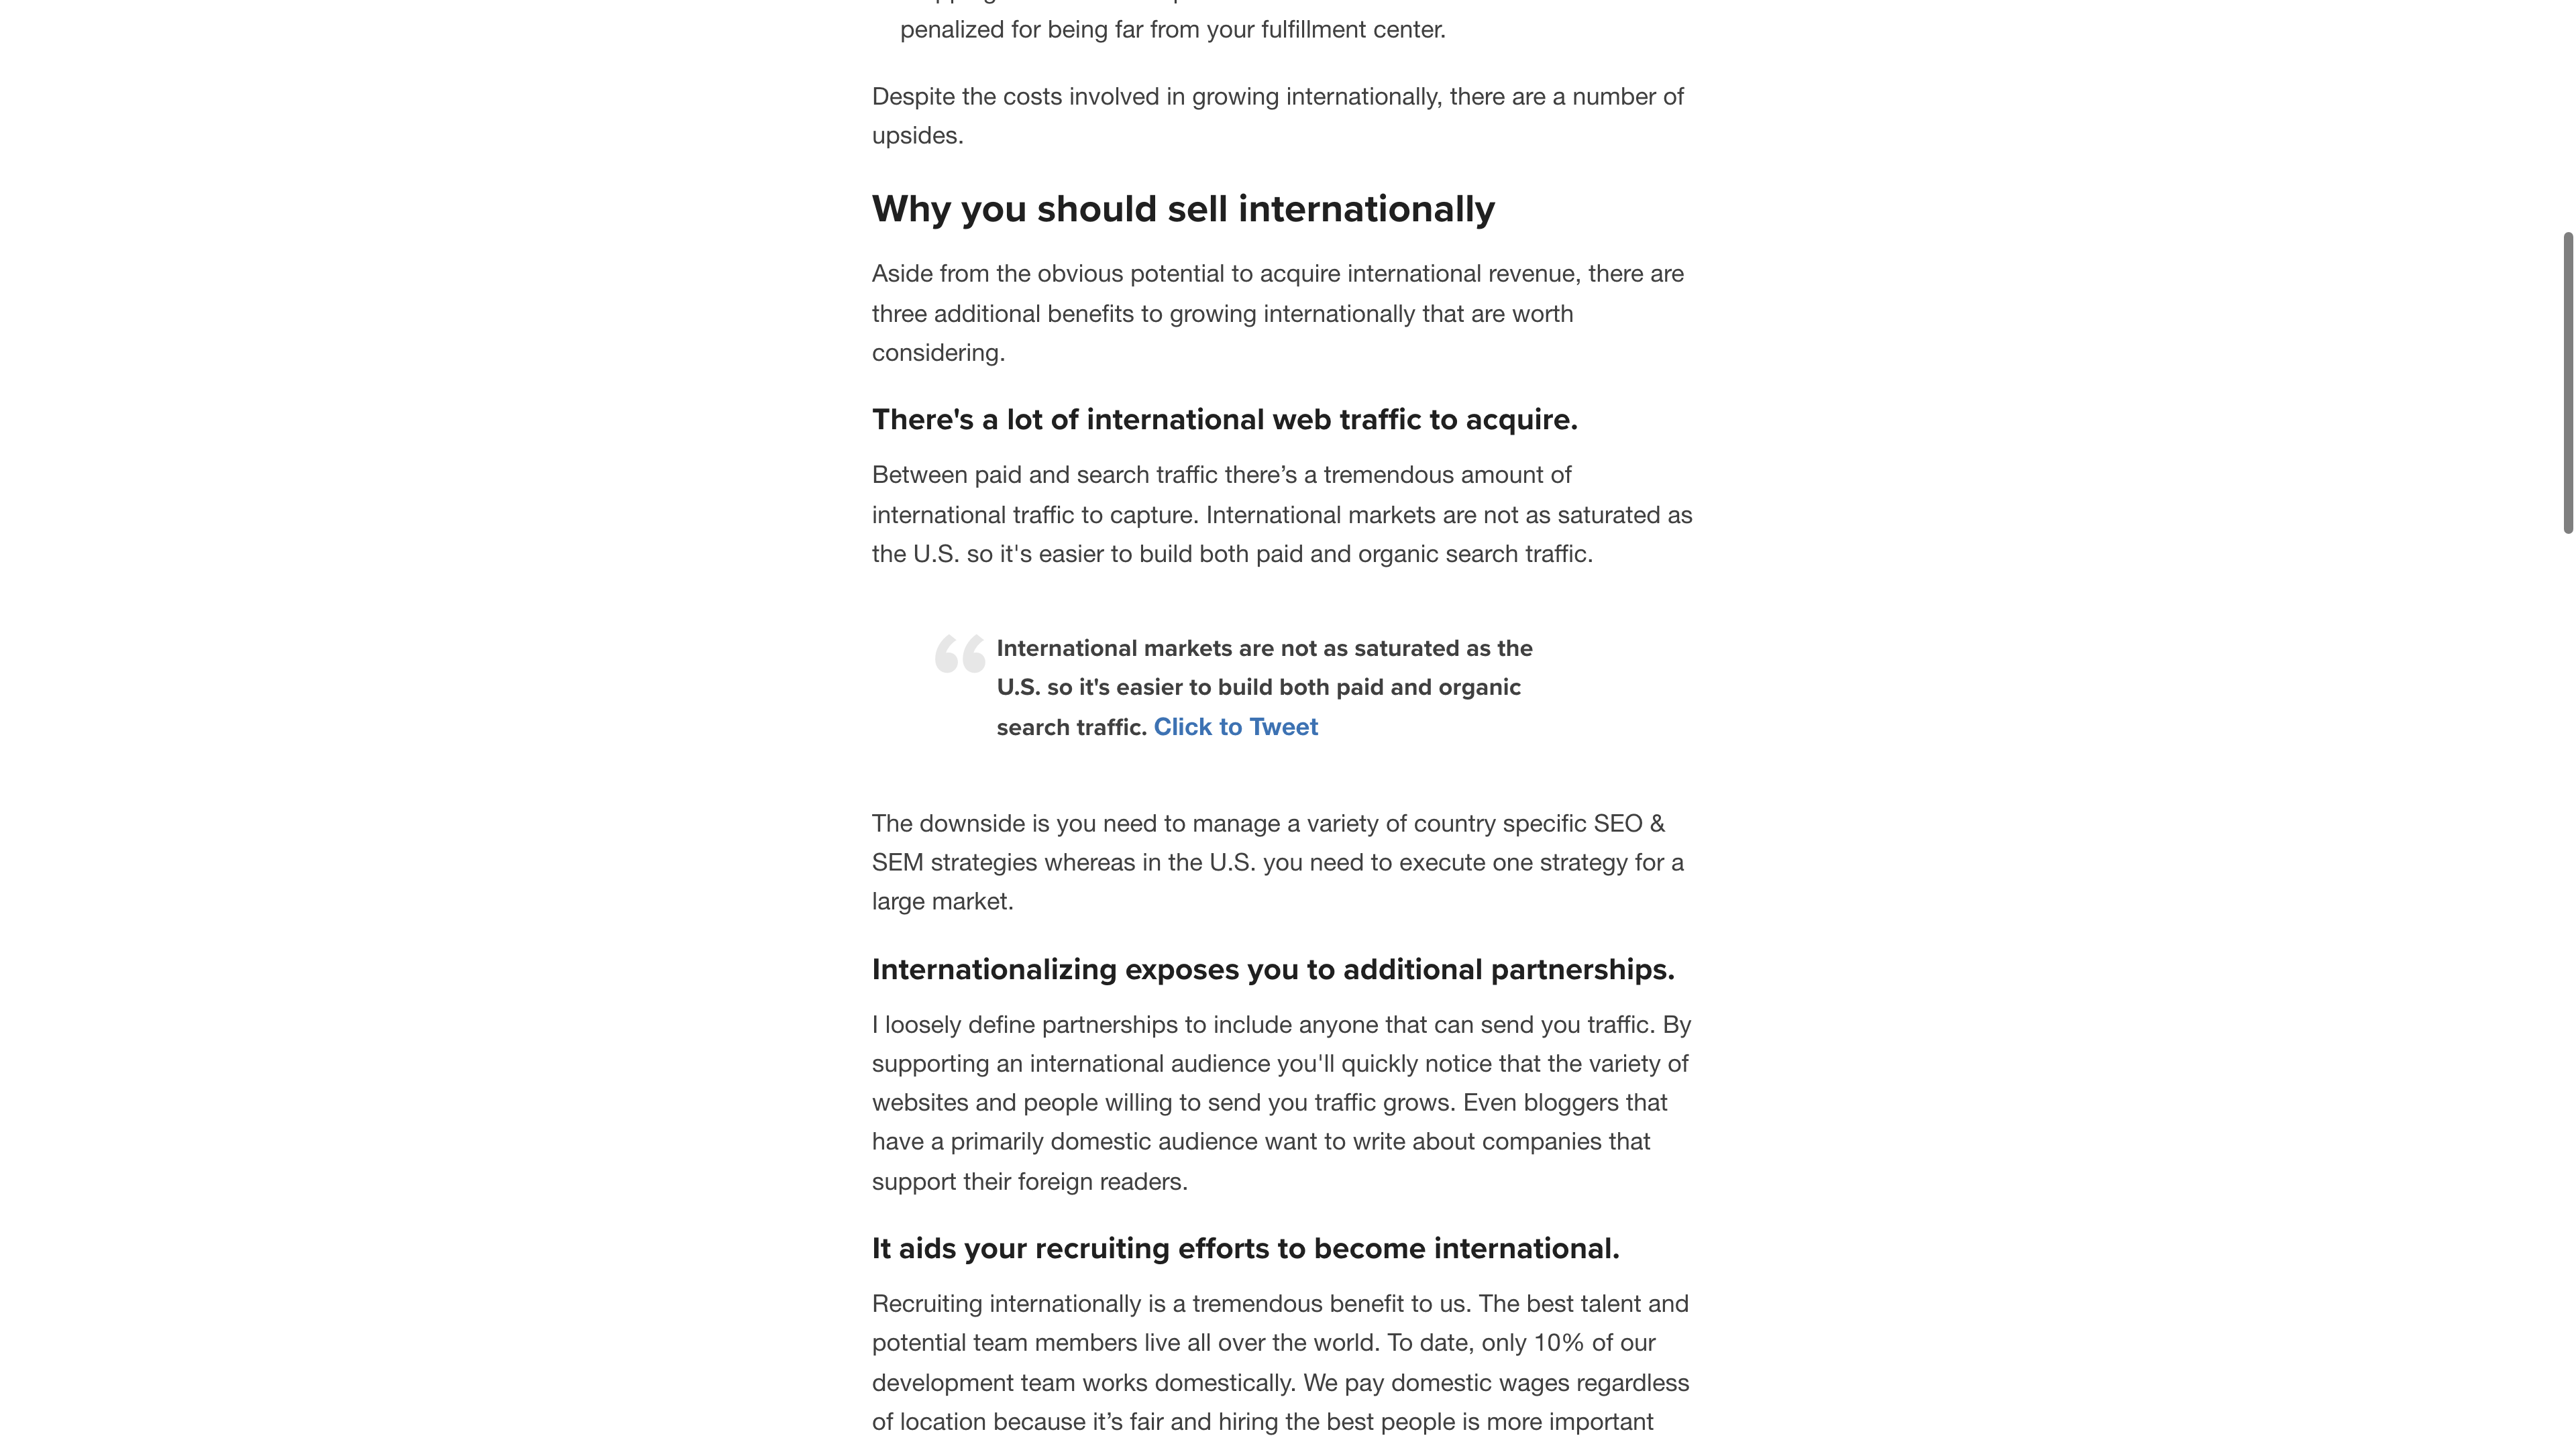 penalized for being far from your fulfillment center.
Despite the costs involved in growing internationally, there are a number of
upsides.
Why you should sell internationally
Aside from the obvious potential to acquire international revenue, there are
three additional benefits to growing internationally that are worth
considering.
There's a lot of international web traffic to acquire.
Between paid and search traffic there’s a tremendous amount of
international traffic to capture. International markets are not as saturated as
the U.S. so it's easier to build both paid and organic search traffic.
International markets are not as saturated as the
U.S. so it's easier to build both paid and organic
search traffic. Click to Tweet
The downside is you need to manage a variety of country specific SEO &
SEM strategies whereas in the U.S. you need to execute one strategy for a
large market.
Internationalizing exposes you to additional partnerships.
I loosely define partnerships to include anyone that can send you traffic. By
supporting an international audience you'll quickly notice that the variety of
websites and people willing to send you traffic grows. Even bloggers that
have a primarily domestic audience want to write about companies that
support their foreign readers.
It aids your recruiting efforts to become international.
Recruiting internationally is a tremendous benefit to us. The best talent and
potential team members live all over the world. To date, only 10% of our
development team works domestically. We pay domestic wages regardless
of location because it’s fair and hiring the best people is more important